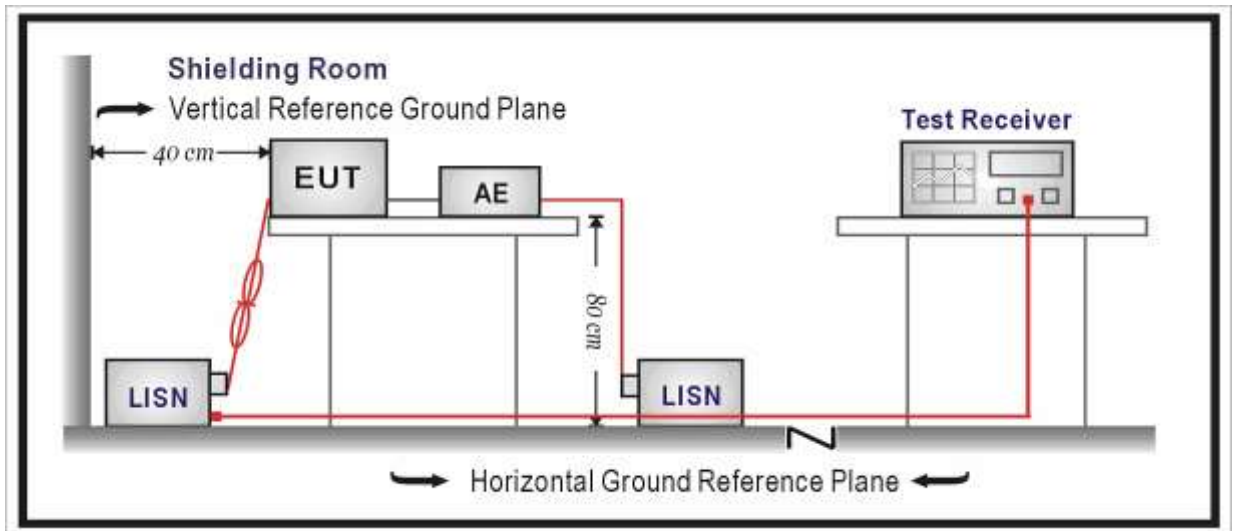 Shielding Room
Vertical Reference Ground Plane
40 cm
EUT
AE
Test Receiver
80 cm
LISN
LISN
Horizontal Ground Reference Plane